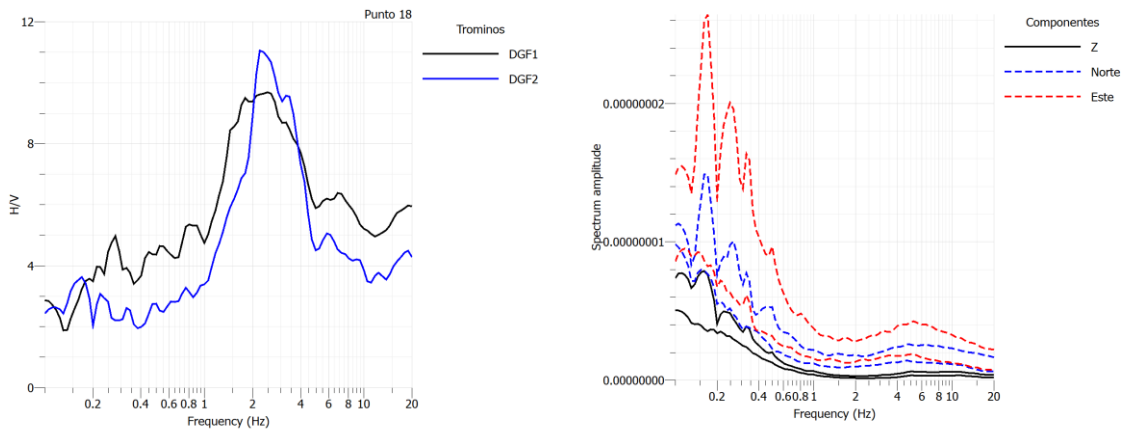 Punto 18
Trominos
DGF1
DGF2
H/V
12
8
4
0
0.2 0.4 0.6 0.8 1 2 4 6 8 10 20
Frequency (Hz)
Componentes
Z
Norte
Este
Spectrum amplitude
0.00000002
0.00000001
0.00000000
0.2 0.4 0.60.8 1 2 4 6 8 10 20
Frequency (Hz)